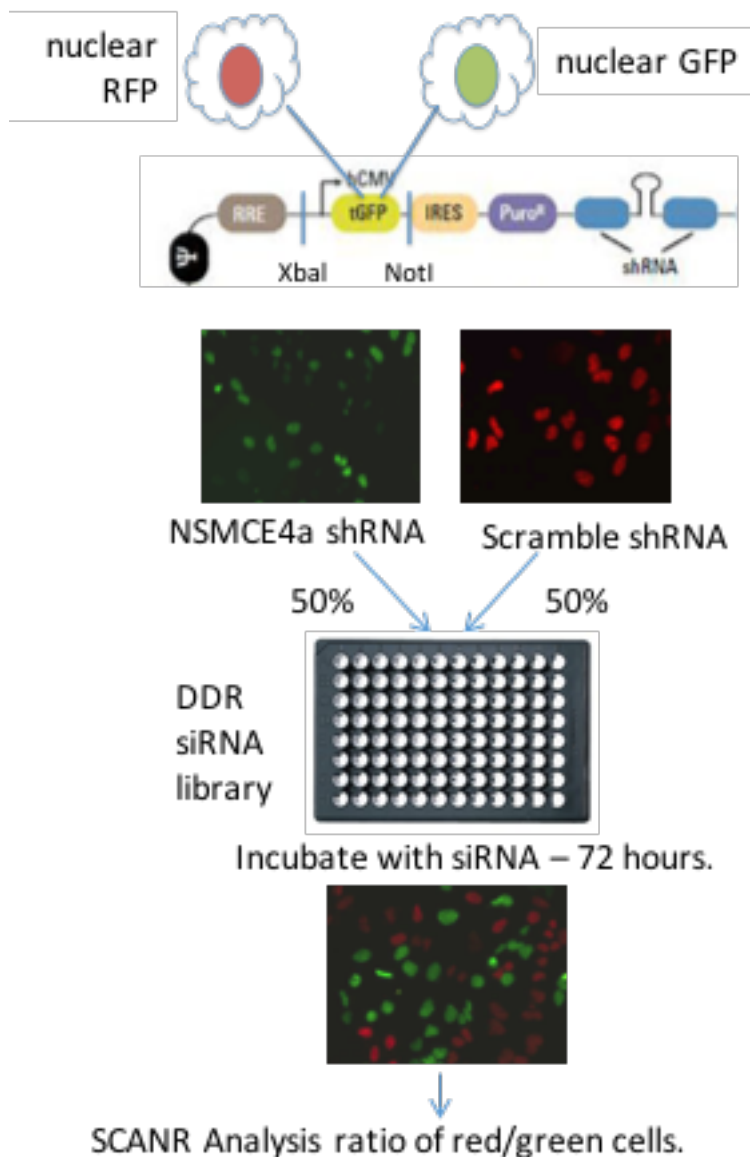 nuclear
RFP
nuclear GFP
hCMV
RRE
tGFP
IRES
Puroᴿ
Ψ
XbaI
NotI
shRNA
NSMCE4a shRNA
Scramble shRNA
50%
50%
DDR
siRNA
library
Incubate with siRNA – 72 hours.
SCANR Analysis ratio of red/green cells.